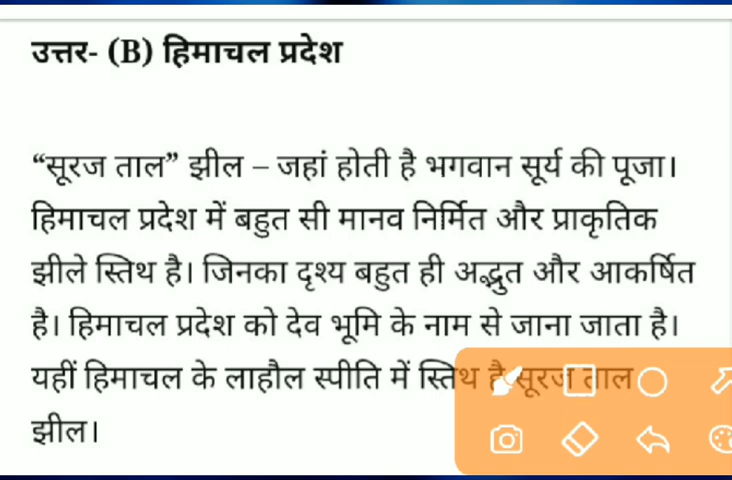 उत्तर- (B) हिमाचल प्रदेश
“सूरज ताल” झील – जहां होती है भगवान सूर्य की पूजा।
हिमाचल प्रदेश में बहुत सी मानव निर्मित और प्राकृतिक
झीले स्तिथ है। जिनका दृश्य बहुत ही अद्भुत और आकर्षित
है। हिमाचल प्रदेश को देव भूमि के नाम से जाना जाता है।
यहीं हिमाचल के लाहौल स्पीति में स्तिथ है सूरज ताल
झील।